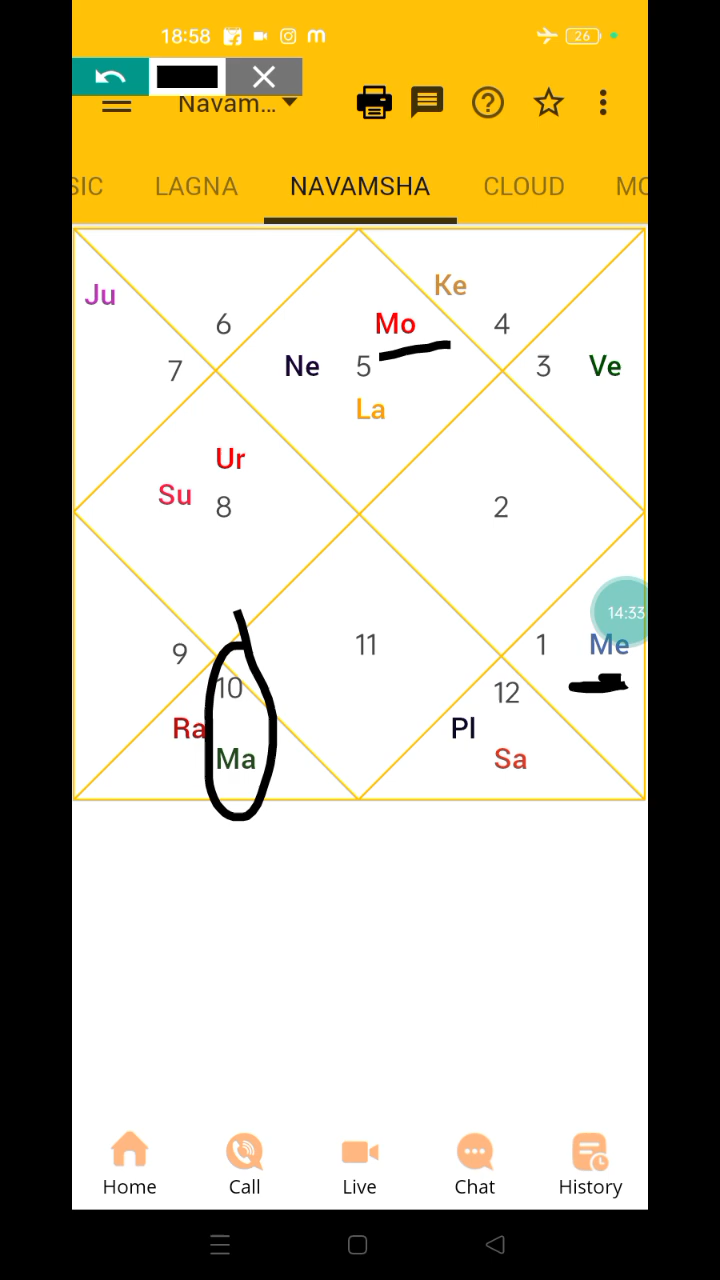 18:58 26
Navam...
SIC LAGNA NAVAMSHA CLOUD MO
Ju Ke
6 Mo 4
7 Ne 5 3 Ve
La
Ur
Su 8 2
14:33
9 11 1 Me
10 12
Ra Pl
Ma Sa
Home Call Live Chat History